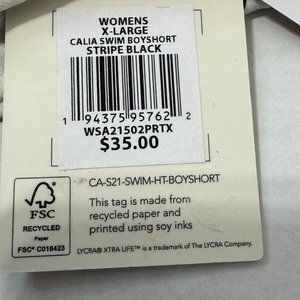 WOMENS
X-LARGE
CALIA SWIM BOYSHORT
STRIPE BLACK
1 94375 95762 2
WSA21502PRTX
$35.00
CA-S21-SWIM-HT-BOYSHORT
This tag is made from
recycled paper and
printed using soy inks
FSC
RECYCLED
Paper
FSC® C016423
LYCRA® XTRA LIFE™ is a trademark of The LYCRA Company.